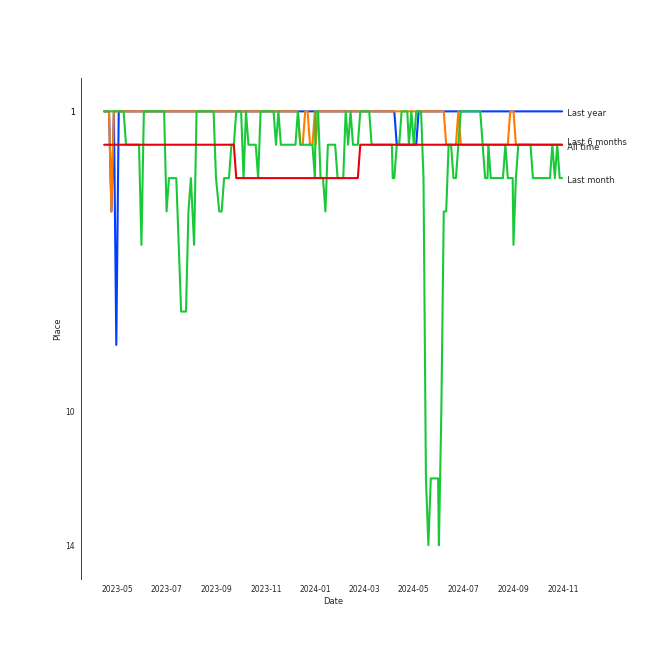 1
Last year
Last 6 months
All time
Last month
Place
10
14
2023-05 2023-07 2023-09 2023-11 2024-01 2024-03 2024-05 2024-07 2024-09 2024-11
Date